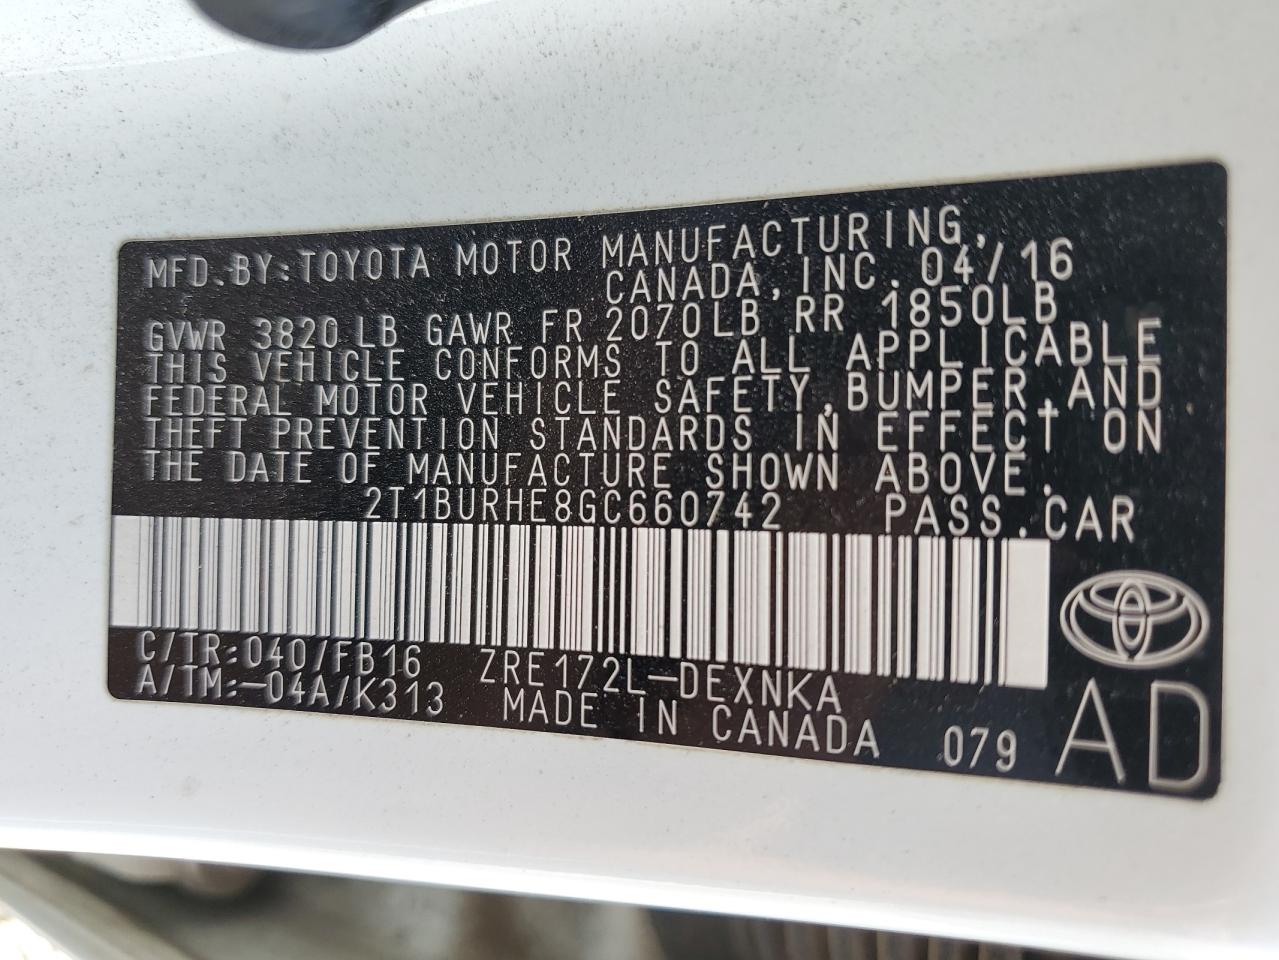 MFD. BY: TOYOTA MOTOR MANUFACTURING,
CANADA, INC. 04/16
GVWR 3820 LB GAWR FR 2070LB RR 1850LB
THIS VEHICLE CONFORMS TO ALL APPLICABLE
FEDERAL MOTOR VEHICLE SAFETY, BUMPER, AND
THEFT PREVENTION STANDARDS IN EFFECT ON
THE DATE OF MANUFACTURE SHOWN ABOVE.
2T1BURHE8GC660742 PASS. CAR
C/TR: 040/FB16 ZRE172L-DEXNKA
A/TM:-04A/K313 MADE IN CANADA 079 AD